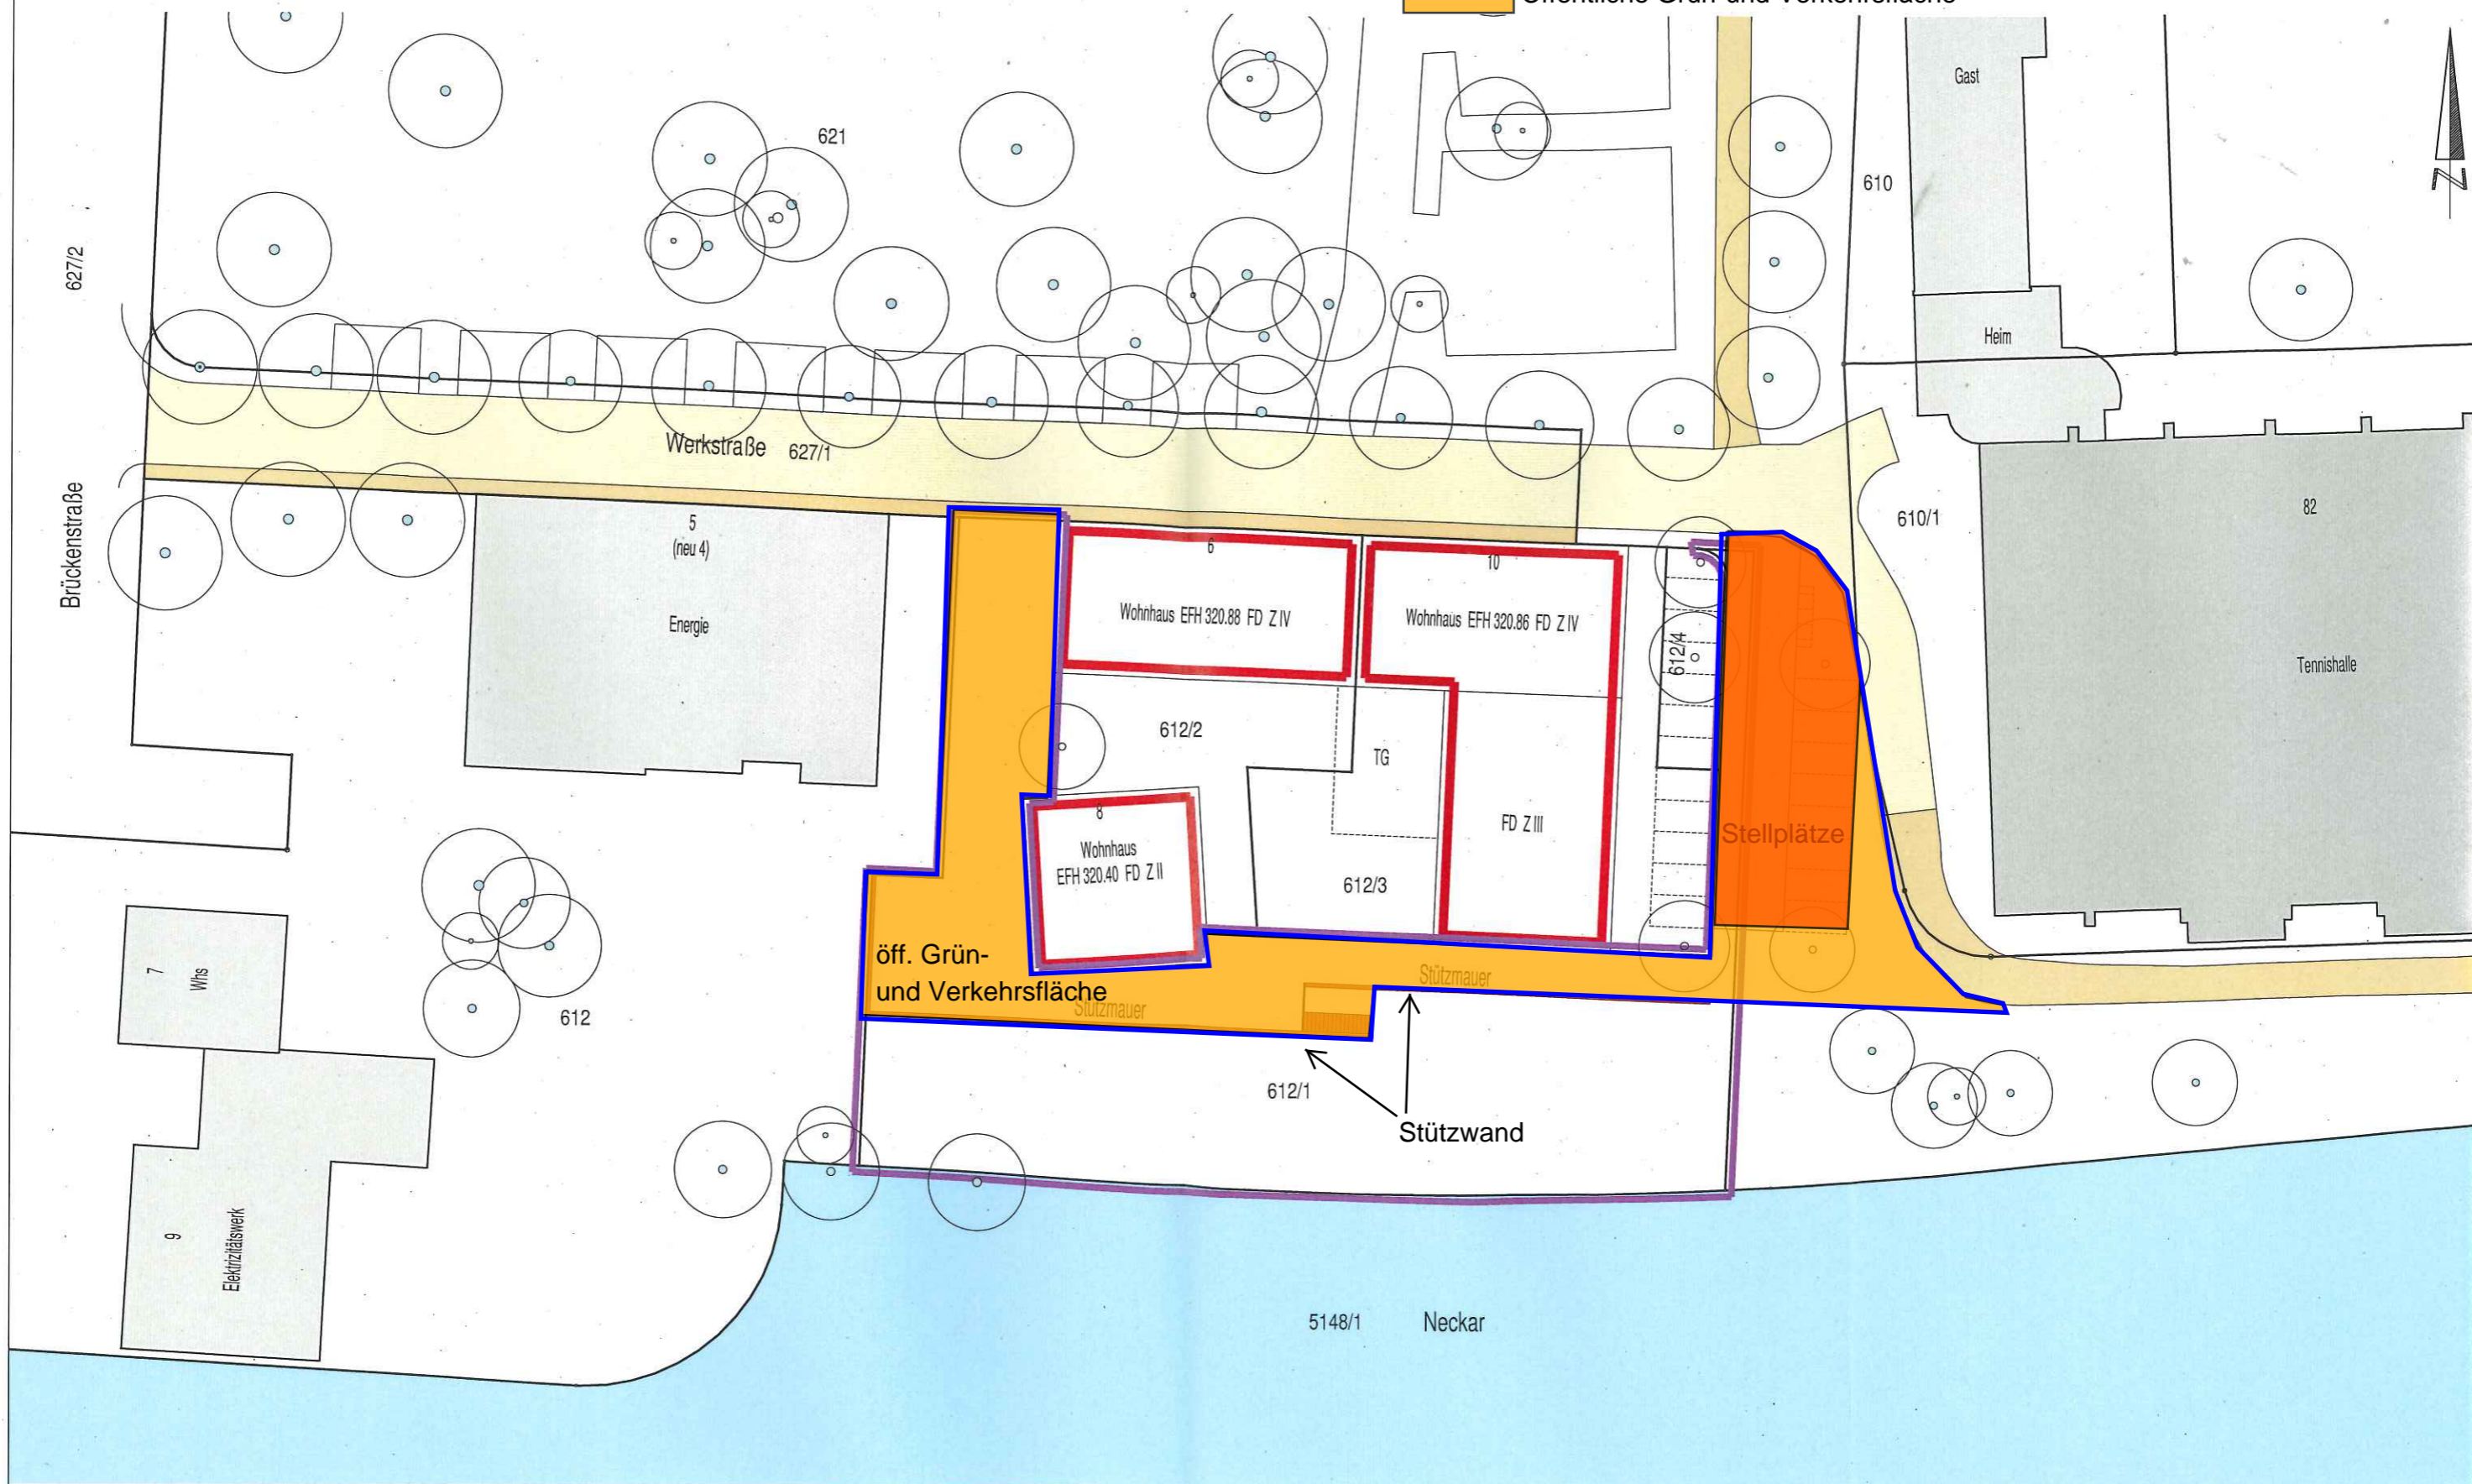 Öffentliche Grün-und Verkehrsfläche
Gast
621
610
627/2
Heim
Werkstraße 627/1
82
610/1
Brückenstraße
5
(neu 4)
6
10
Energie
Wohnhaus EFH 320.88 FD Z IV
Wohnhaus EFH 320.86 FD Z IV
612/4
Tennishalle
612/2
TG
8
FD Z III
Stellplätze
Wohnhaus
EFH 320.40 FD Z II
612/3
öff. Grün-
und Verkehrsfläche
Stützmauer
Stützmauer
7
Whs
612
612/1
Stützwand
9
Elektrizitätswerk
5148/1 Neckar
N